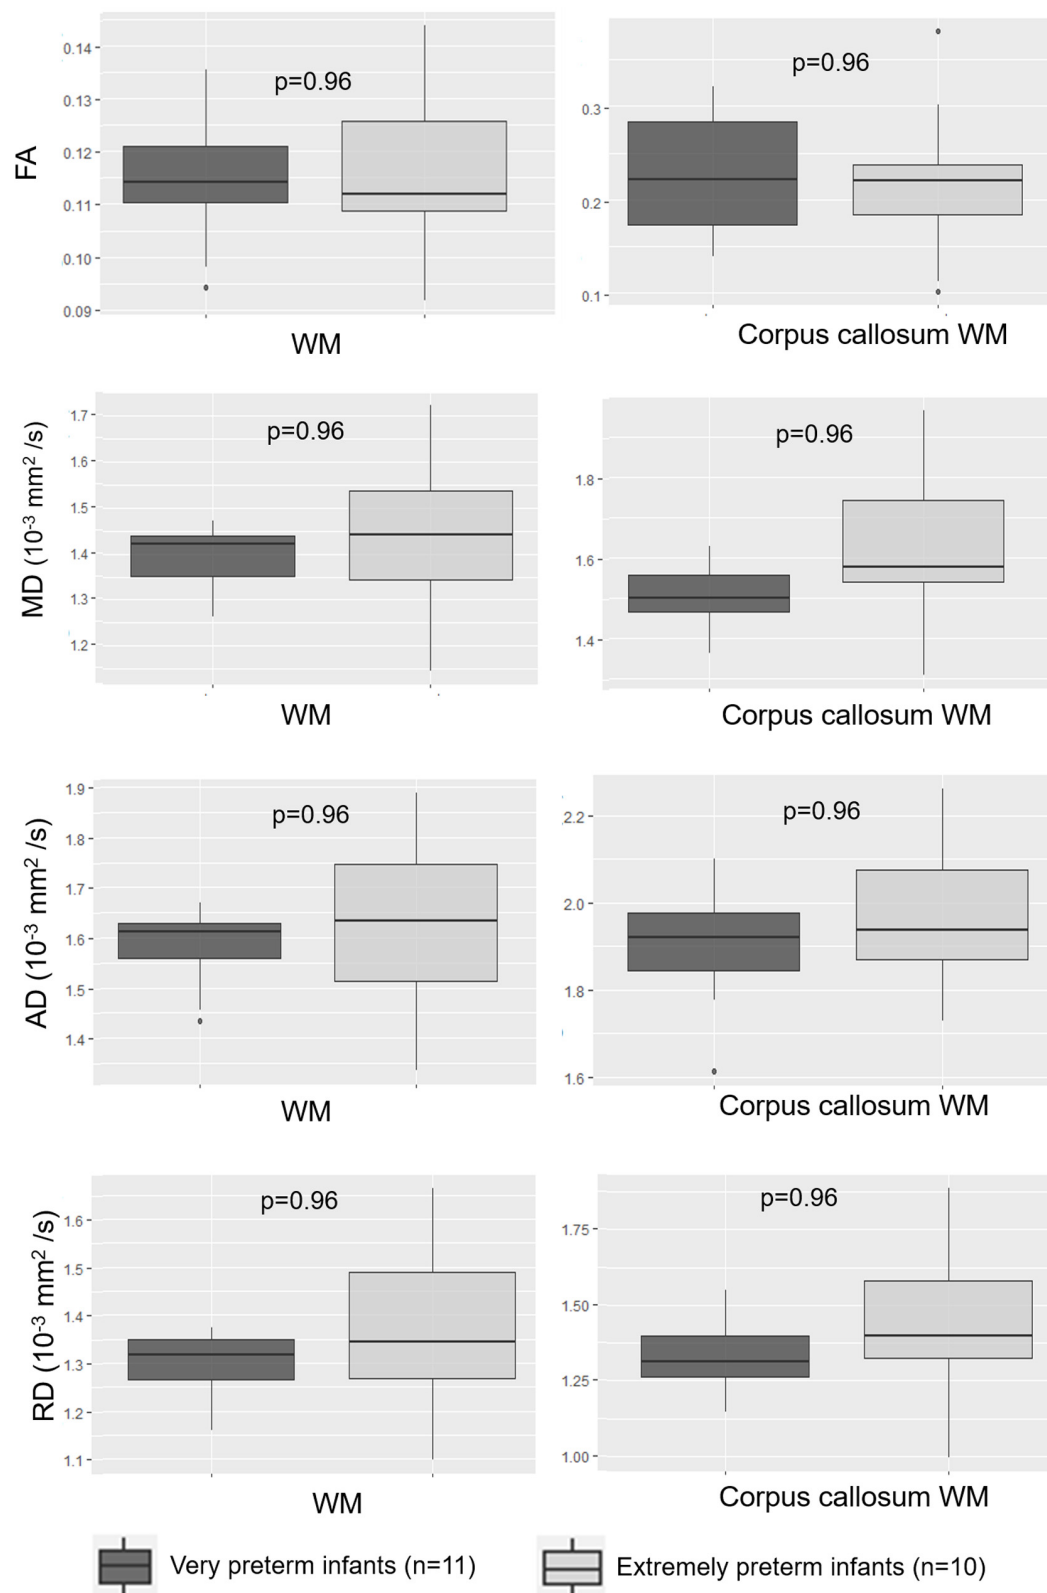 0.14
0.13
0.12
0.11
0.10
0.09
FA
p=0.96
WM
0.3
0.2
0.1
p=0.96
Corpus callosum WM
1.7
1.6
1.5
1.4
1.3
1.2
MD (10⁻³ mm² /s)
p=0.96
WM
1.8
1.6
1.4
p=0.96
Corpus callosum WM
1.9
1.8
1.7
1.6
1.5
1.4
AD (10⁻³ mm² /s)
p=0.96
WM
2.2
2.0
1.8
1.6
p=0.96
Corpus callosum WM
1.6
1.5
1.4
1.3
1.2
1.1
RD (10⁻³ mm² /s)
p=0.96
WM
1.75
1.50
1.25
1.00
p=0.96
Corpus callosum WM
Very preterm infants (n=11)
Extremely preterm infants (n=10)